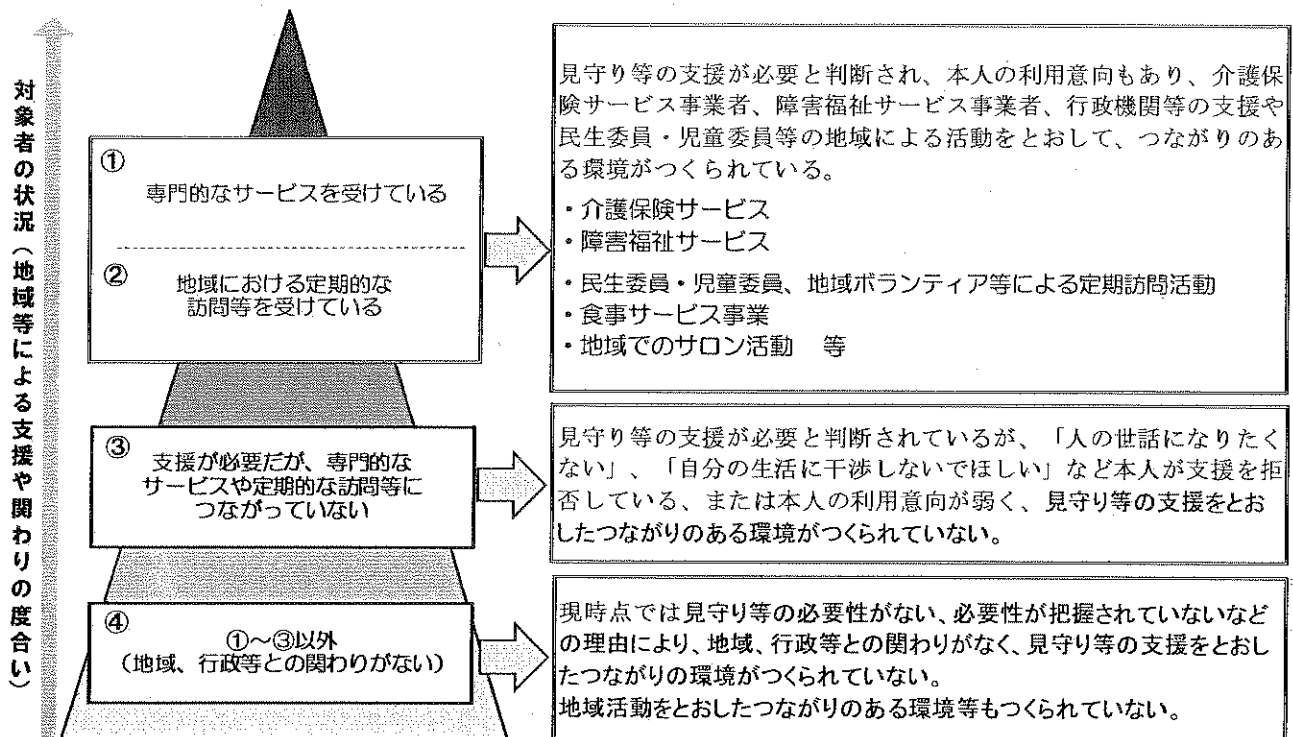 対象者の状況（地域等による支援や関わりの度合い）
①
専門的なサービスを受けている
②
地域における定期的な
訪問等を受けている
見守り等の支援が必要と判断され、本人の利用意向もあり、介護保
険サービス事業者、障害福祉サービス事業者、行政機関等の支援や
民生委員・児童委員等の地域による活動をとおして、つながりのあ
る環境がつくられている。
・介護保険サービス
・障害福祉サービス
・民生委員・児童委員、地域ボランティア等による定期訪問活動
・食事サービス事業
・地域でのサロン活動　等
③
支援が必要だが、専門的な
サービスや定期的な訪問等に
つながっていない
見守り等の支援が必要と判断されているが、「人の世話になりたく
ない」、「自分の生活に干渉しないでほしい」など本人が支援を拒
否している、または本人の利用意向が弱く、見守り等の支援をとお
したつながりのある環境がつくられていない。
④
①～③以外
（地域、行政等との関わりがない）
現時点では見守り等の必要性がない、必要性が把握されていないなど
の理由により、地域、行政等との関わりがなく、見守り等の支援をとおし
たつながりの環境がつくられていない。
地域活動をとおしたつながりのある環境等もつくられていない。